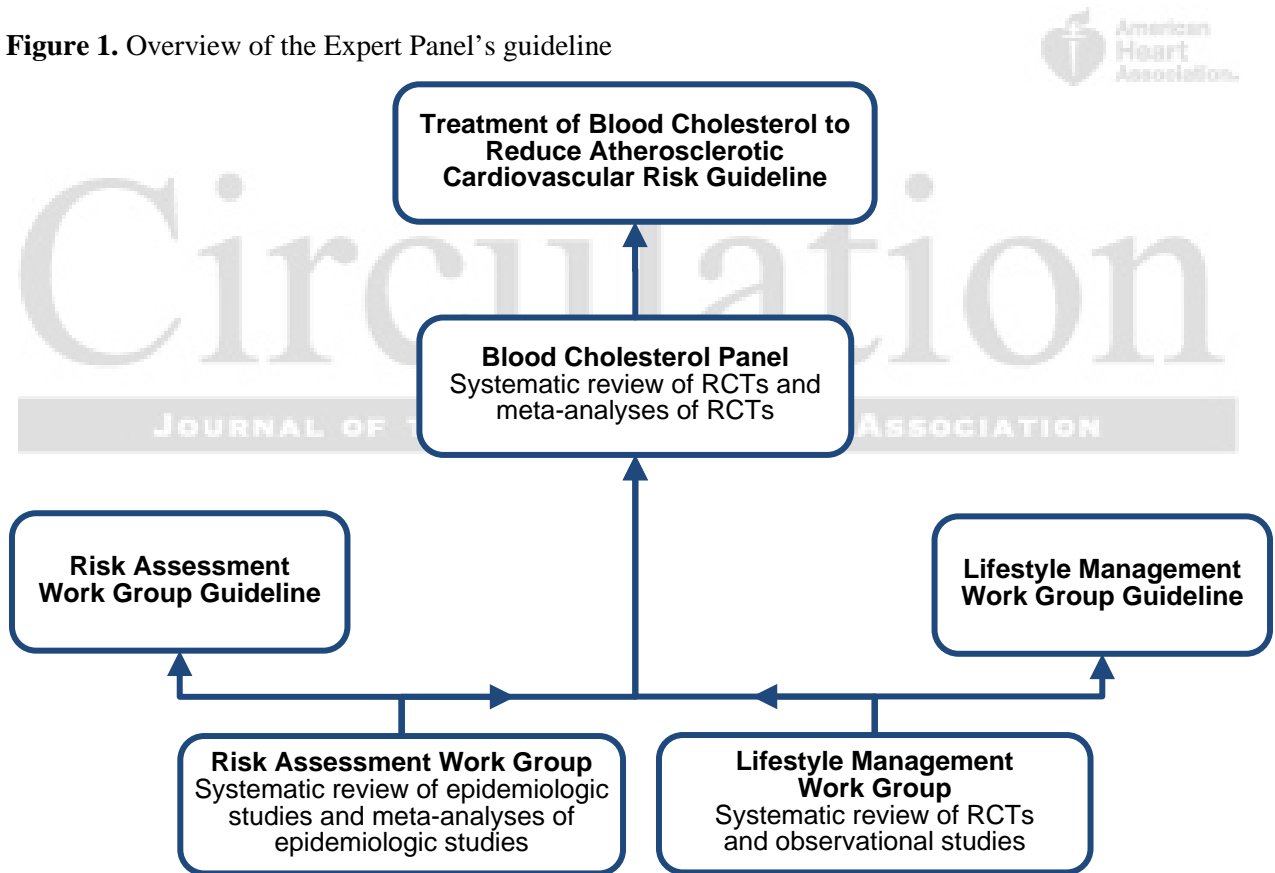 Figure 1. Overview of the Expert Panel’s guideline
American
Heart
Association®
Treatment of Blood Cholesterol to
Reduce Atherosclerotic
Cardiovascular Risk Guideline
Circulation
Blood Cholesterol Panel
Systematic review of RCTs and
meta-analyses of RCTs
JOURNAL OF T ASSOCIATION
Risk Assessment
Work Group Guideline
Lifestyle Management
Work Group Guideline
Risk Assessment Work Group
Systematic review of epidemiologic
studies and meta-analyses of
epidemiologic studies
Lifestyle Management
Work Group
Systematic review of RCTs
and observational studies